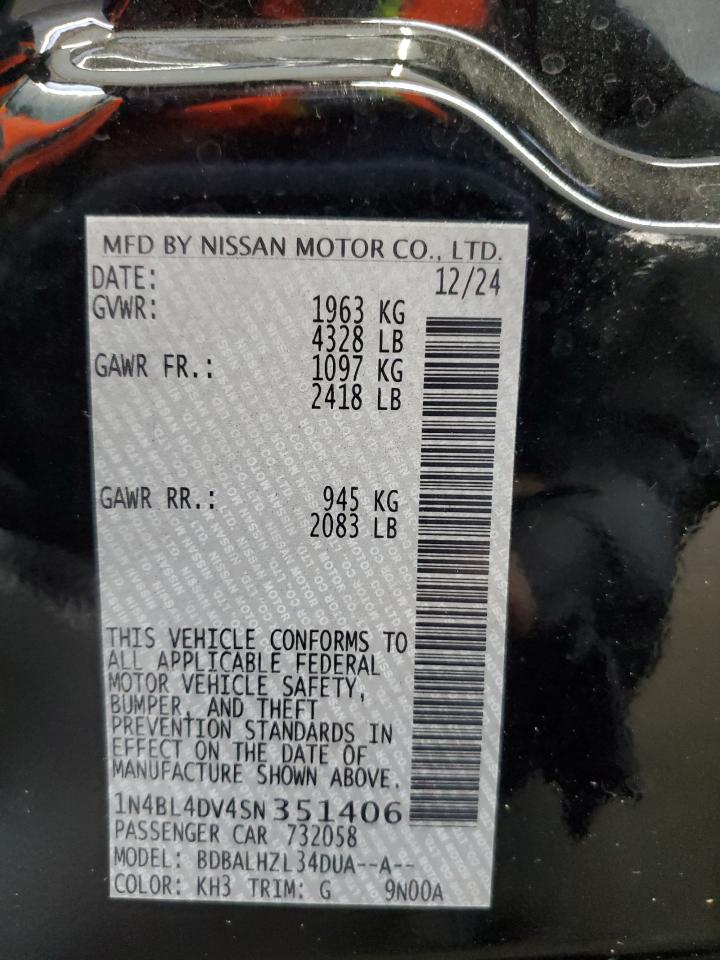 MFD BY NISSAN MOTOR CO., LTD.
DATE: 12/24
GVWR: 1963 KG
4328 LB
GAWR FR.: 1097 KG
2418 LB
GAWR RR.: 945 KG
2083 LB
THIS VEHICLE CONFORMS TO
ALL APPLICABLE FEDERAL
MOTOR VEHICLE SAFETY,
BUMPER, AND THEFT
PREVENTION STANDARDS IN
EFFECT ON THE DATE OF
MANUFACTURE SHOWN ABOVE.
1N4BL4DV4SN351406
PASSENGER CAR 732058
MODEL: BDBALHZL34DUA--A--
COLOR: KH3 TRIM: G 9N00A